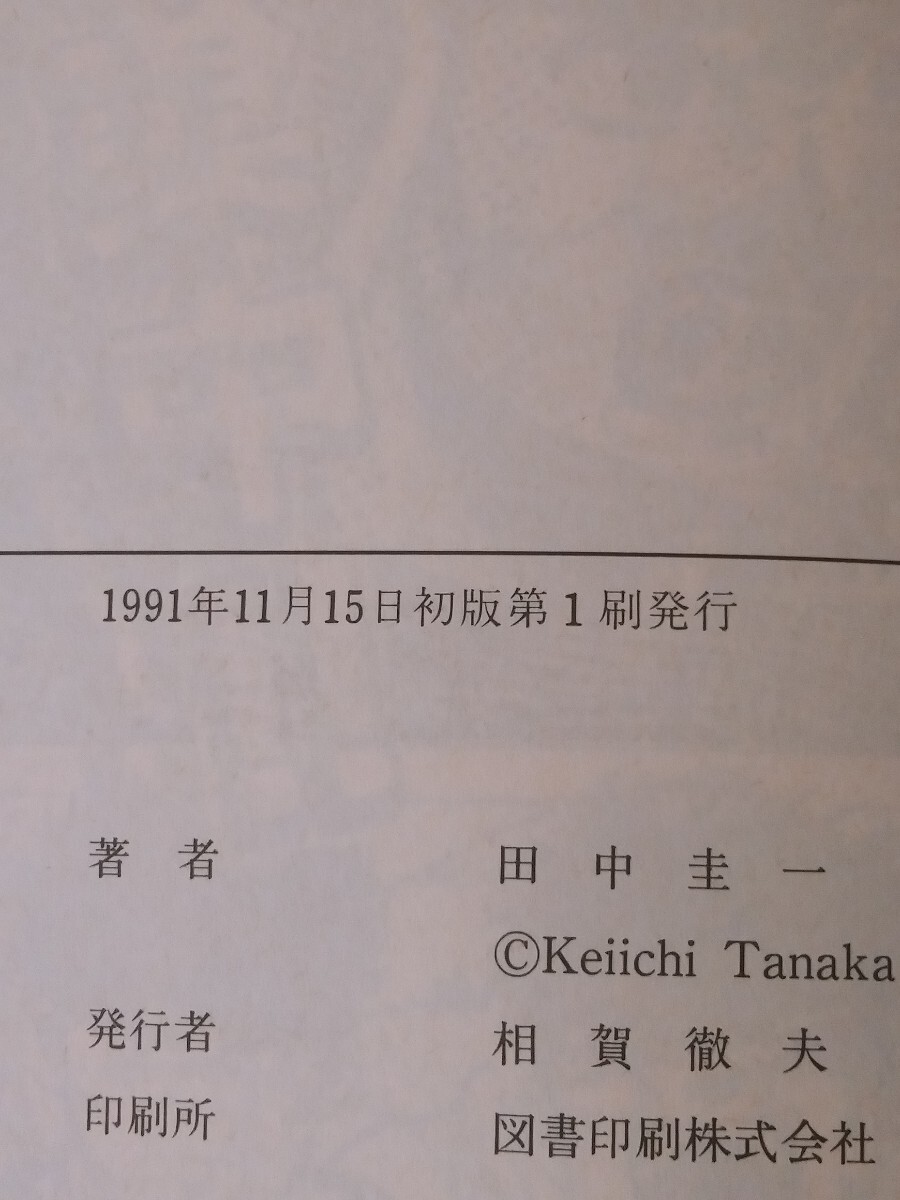 1991年11月15日初版第1刷発行
著者 田中圭一
©Keiichi Tanaka
発行者 相賀徹夫
印刷所 図書印刷株式会社